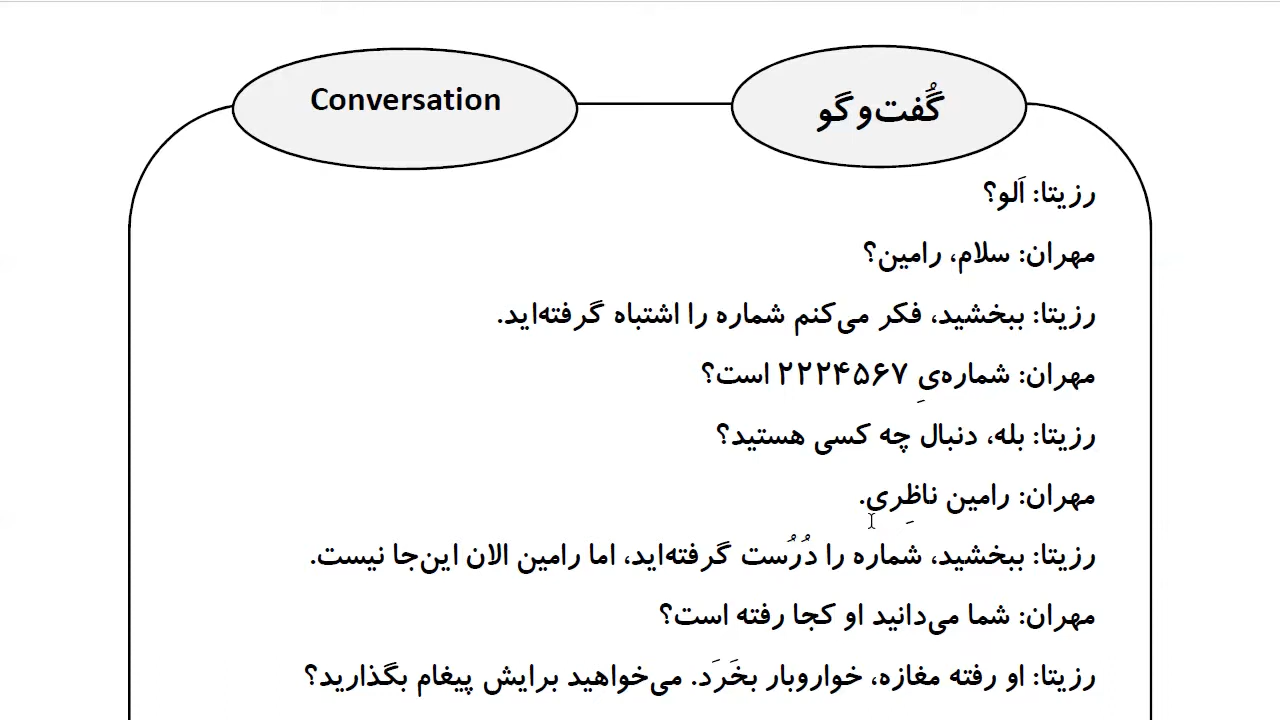 Conversation
گُفت‌و‌گو
رزیتا: اَلو؟
مهران: سلام، رامین؟
رزیتا: ببخشید، فکر می‌کنم شماره را اشتباه گرفته‌اید.
مهران: شماره‌یِ ۲۲۲۴۵۶۷ است؟
رزیتا: بله، دنبال چه کسی هستید؟
مهران: رامین ناظِری.
رزیتا: ببخشید، شماره را دُرُست گرفته‌اید، اما رامین الان این‌جا نیست.
مهران: شما می‌دانید او کجا رفته است؟
رزیتا: او رفته مغازه، خواروبار بخَرَد. می‌خواهید برایش پیغام بگذارید؟